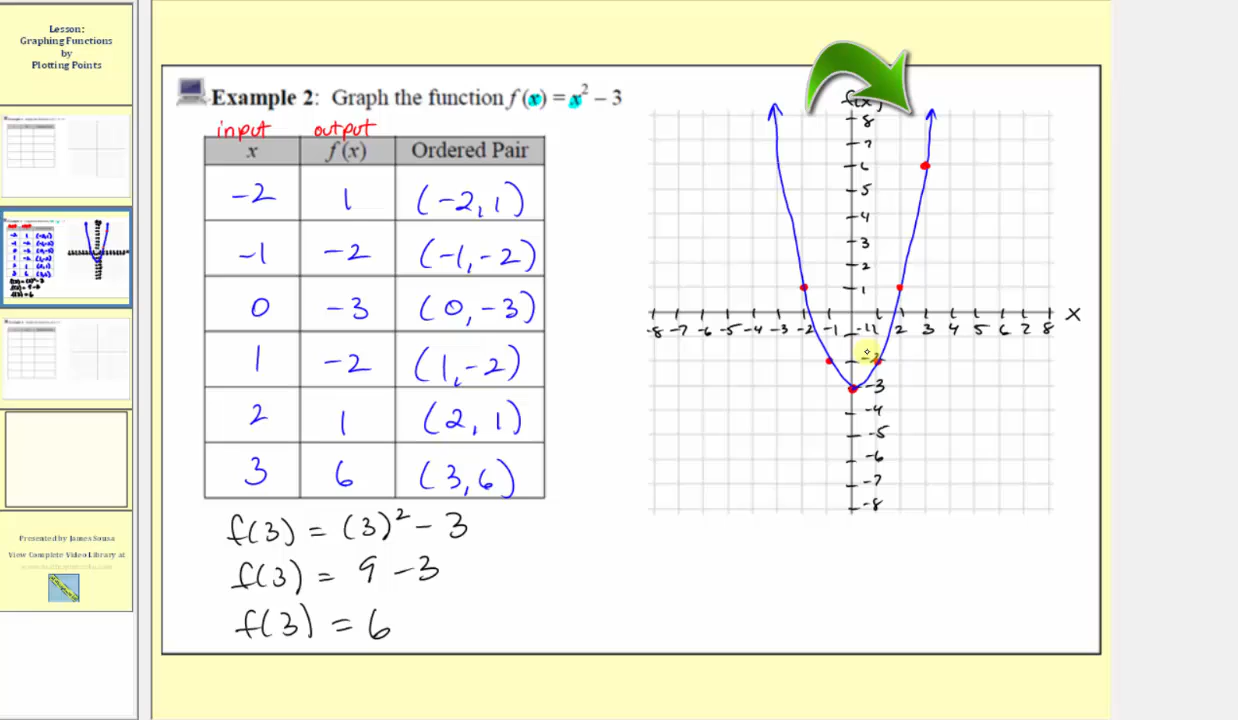 Lesson:
Graphing Functions
by
Plotting Points
Presented by James Sousa
View Complete Video Library at
Example 2: Graph the function f (x) = x² − 3
input output
x f (x) Ordered Pair
-2 1 (-2, 1)
-1 -2 (-1, -2)
0 -3 (0, -3)
1 -2 (1, -2)
2 1 (2, 1)
3 6 (3, 6)
f(3) = (3)² - 3
f(3) = 9 - 3
f(3) = 6
f(x)
8
7
6
5
4
3
2
1
-8 -7 -6 -5 -4 -3 -2 -1 1 2 3 4 5 6 7 8 x
-1
-2
-3
-4
-5
-6
-7
-8